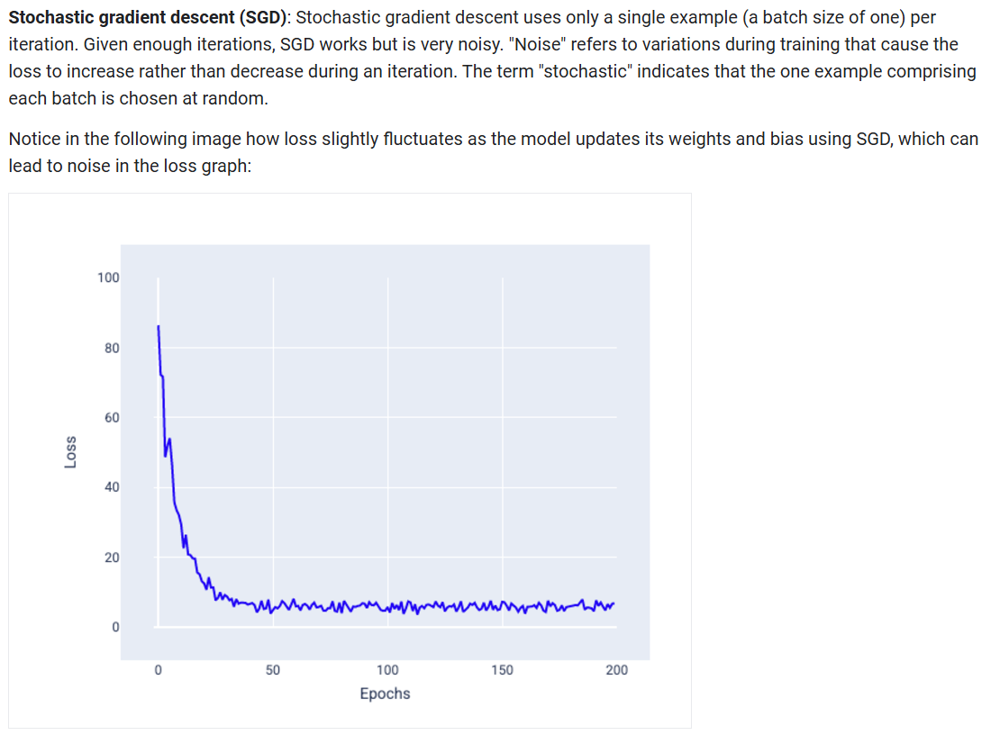 Stochastic gradient descent (SGD): Stochastic gradient descent uses only a single example (a batch size of one) per
iteration. Given enough iterations, SGD works but is very noisy. "Noise" refers to variations during training that cause the
loss to increase rather than decrease during an iteration. The term "stochastic" indicates that the one example comprising
each batch is chosen at random.
Notice in the following image how loss slightly fluctuates as the model updates its weights and bias using SGD, which can
lead to noise in the loss graph:
100
80
60
40
20
0
Loss
0 50 100 150 200
Epochs